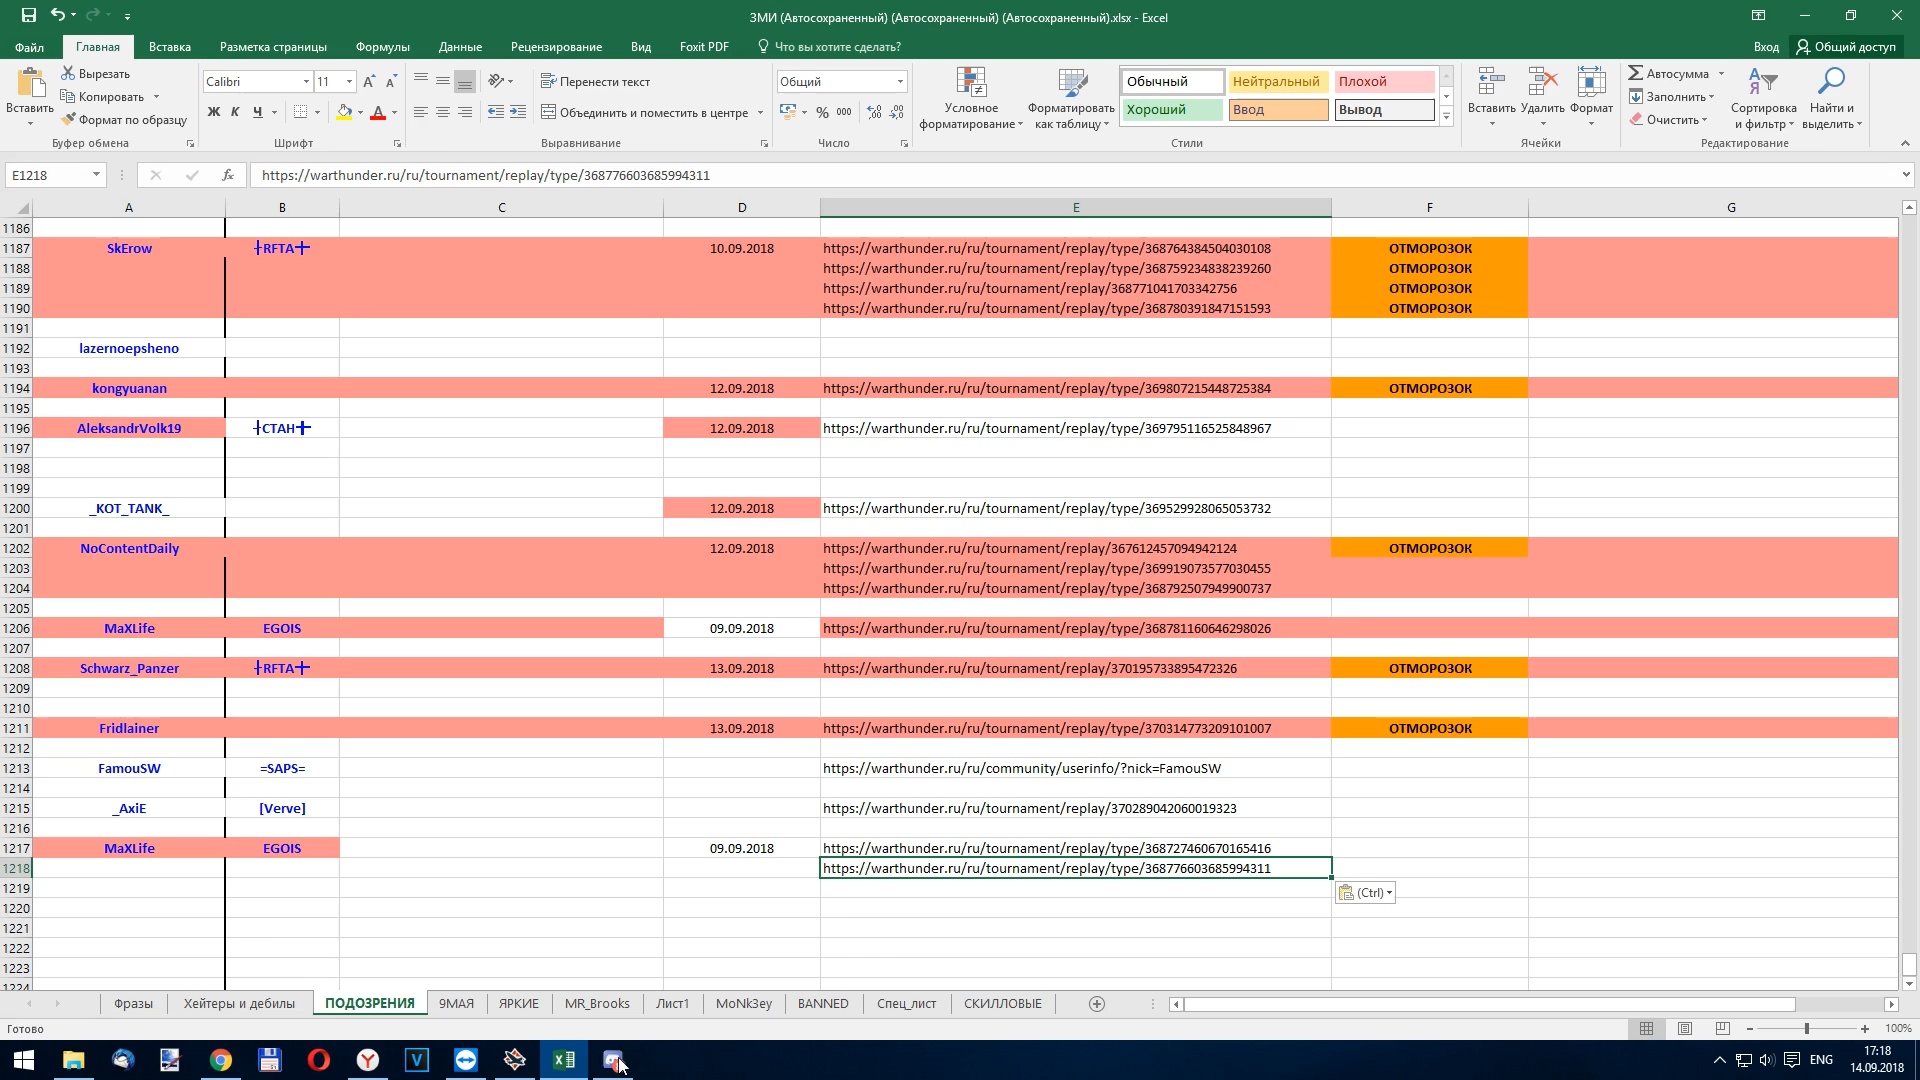 ЗМИ (Автосохраненный) (Автосохраненный) (Автосохраненный).xlsx - Excel
Файл Главная Вставка Разметка страницы Формулы Данные Рецензирование Вид Foxit PDF Что вы хотите сделать? Вход Общий доступ
Вставить
Вырезать
Копировать
Формат по образцу
Буфер обмена
Calibri 11
Ж К Ч
Шрифт
Перенести текст
Объединить и поместить в центре
Выравнивание
Общий
% 000
Число
Условное форматирование
Форматировать как таблицу
Обычный Нейтральный Плохой
Хороший Ввод Вывод
Стили
Вставить Удалить Формат
Ячейки
Автосумма
Заполнить
Очистить
Сортировка и фильтр
Найти и выделить
Редактирование
E1218 fx https://warthunder.ru/ru/tournament/replay/type/368776603685994311
A B C D E F G
1186
1187 SkErow ┼RFTA┼ 10.09.2018 https://warthunder.ru/ru/tournament/replay/type/368764384504030108 ОТМОРОЗОК
1188 https://warthunder.ru/ru/tournament/replay/type/368759234838239260 ОТМОРОЗОК
1189 https://warthunder.ru/ru/tournament/replay/368771041703342756 ОТМОРОЗОК
1190 https://warthunder.ru/ru/tournament/replay/type/368780391847151593 ОТМОРОЗОК
1191
1192 lazernoepsheno
1193
1194 kongyuanan 12.09.2018 https://warthunder.ru/ru/tournament/replay/type/369807215448725384 ОТМОРОЗОК
1195
1196 AleksandrVolk19 ┼CTAH┼ 12.09.2018 https://warthunder.ru/ru/tournament/replay/type/369795116525848967
1197
1198
1199
1200 _KOT_TANK_ 12.09.2018 https://warthunder.ru/ru/tournament/replay/type/369529928065053732
1201
1202 NoContentDaily 12.09.2018 https://warthunder.ru/ru/tournament/replay/367612457094942124 ОТМОРОЗОК
1203 https://warthunder.ru/ru/tournament/replay/type/369919073577030455
1204 https://warthunder.ru/ru/tournament/replay/type/368792507949900737
1205
1206 MaXLife EGOIS 09.09.2018 https://warthunder.ru/ru/tournament/replay/type/368781160646298026
1207
1208 Schwarz_Panzer ┼RFTA┼ 13.09.2018 https://warthunder.ru/ru/tournament/replay/370195733895472326 ОТМОРОЗОК
1209
1210
1211 Fridlainer 13.09.2018 https://warthunder.ru/ru/tournament/replay/type/370314773209101007 ОТМОРОЗОК
1212
1213 FamouSW =SAPS= https://warthunder.ru/ru/community/userinfo/?nick=FamouSW
1214
1215 _AxiE [Verve] https://warthunder.ru/ru/tournament/replay/370289042060019323
1216
1217 MaXLife EGOIS 09.09.2018 https://warthunder.ru/ru/tournament/replay/type/368727460670165416
1218 https://warthunder.ru/ru/tournament/replay/type/368776603685994311
1219 (Ctrl)
1220
1221
1222
1223
1224
Фразы Хейтеры и дебилы ПОДОЗРЕНИЯ 9МАЯ ЯРКИЕ MR_Brooks Лист1 MoNk3ey BANNED Спец_лист СКИЛЛОВЫЕ
Готово 100%
ENG 17:18
14.09.2018